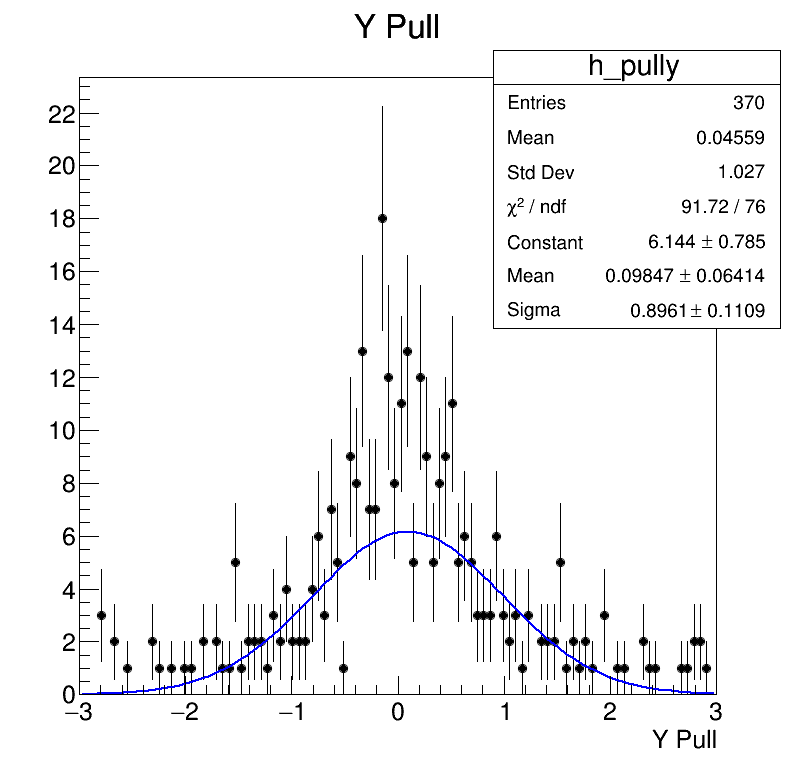 Y Pull
h_pully
Entries 370
Mean 0.04559
Std Dev 1.027
χ² / ndf 91.72 / 76
Constant 6.144 ± 0.785
Mean 0.09847 ± 0.06414
Sigma 0.8961 ± 0.1109
22
20
18
16
14
12
10
8
6
4
2
0
−3 −2 −1 0 1 2 3
Y Pull